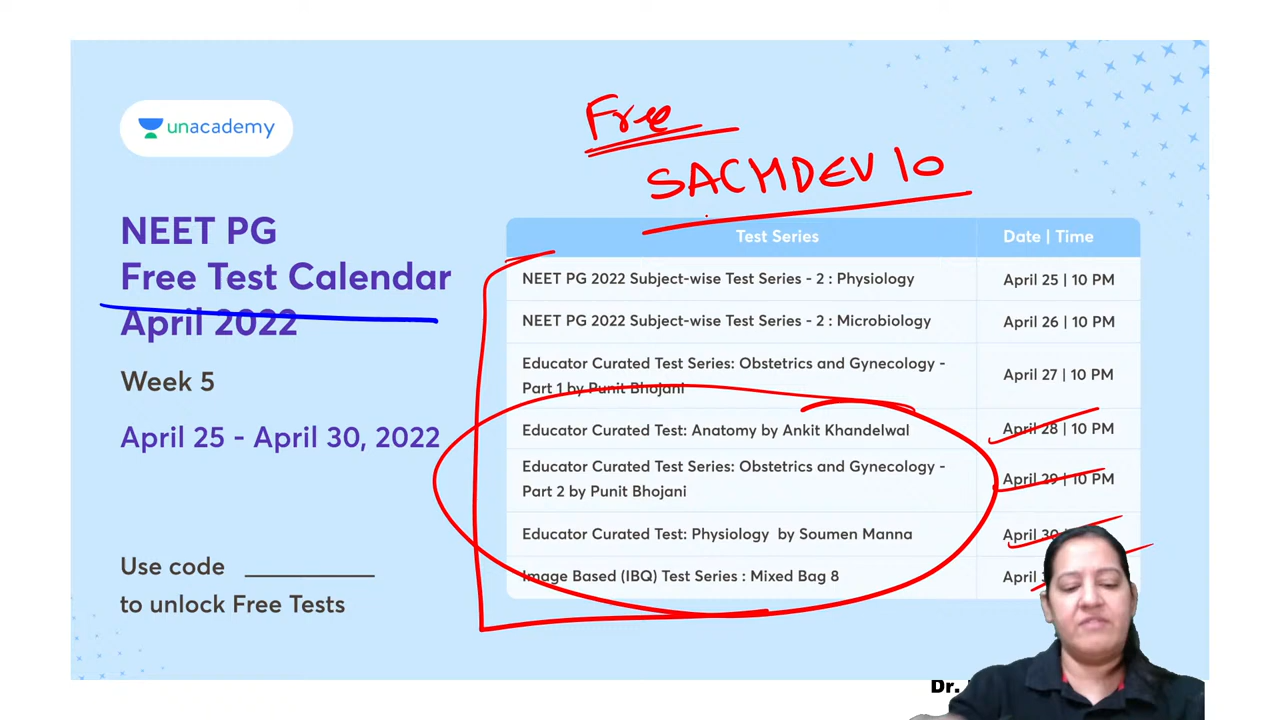 unacademy
Free
SACHDEV 10
NEET PG
Free Test Calendar
April 2022
Week 5
April 25 - April 30, 2022
Use code ___________
to unlock Free Tests
Test Series Date | Time
NEET PG 2022 Subject-wise Test Series - 2 : Physiology April 25 | 10 PM
NEET PG 2022 Subject-wise Test Series - 2 : Microbiology April 26 | 10 PM
Educator Curated Test Series: Obstetrics and Gynecology -
Part 1 by Punit Bhojani April 27 | 10 PM
Educator Curated Test: Anatomy by Ankit Khandelwal April 28 | 10 PM
Educator Curated Test Series: Obstetrics and Gynecology -
Part 2 by Punit Bhojani April 29 | 10 PM
Educator Curated Test: Physiology by Soumen Manna April 30
Image Based (IBQ) Test Series : Mixed Bag 8 April
Dr.